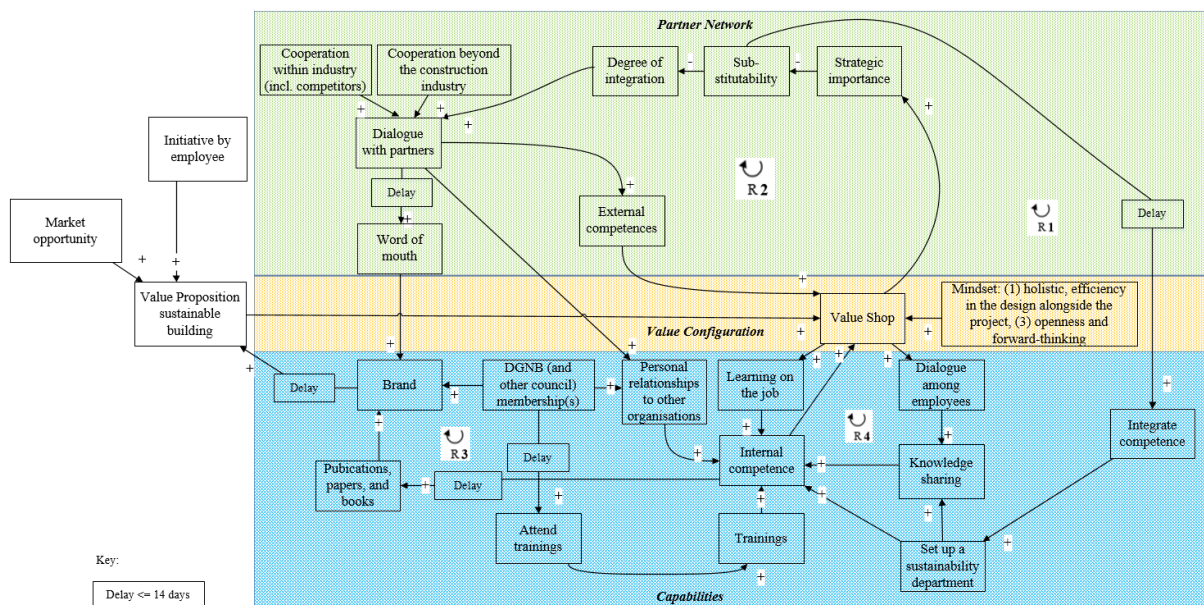 Partner Network
Cooperation
within industry
(incl. competitors)
Cooperation beyond
the construction
industry
Degree of
integration
-
Sub-
stitutability
-
Strategic
importance
+
+
+
+
Initiative by
employee
Dialogue
with partners
R2
Delay
+
+
External
competences
Delay
R1
Market
opportunity
Word of
mouth
+
+
+
Value Proposition
sustainable
building
Value Shop
Mindset: (1) holistic, efficiency
in the design alongside the
project, (3) openness and
forward-thinking
Value Configuration
+
+
+
+
+
+
+
+
Delay
Brand
+
DGNB (and
other council)
membership(s)
+
Personal
relationships
to other
organisations
Learning on
the job
Dialogue
among
employees
+
+
R3
+
+
R4
+
Integrate
competence
Delay
Pubications,
papers, and
books
+
Delay
Internal
competence
+
Knowledge
sharing
+
+
+
+
+
Attend
trainings
Trainings
+
Set up a
sustainability
department
+
Key:
Delay <= 14 days
Capabilities